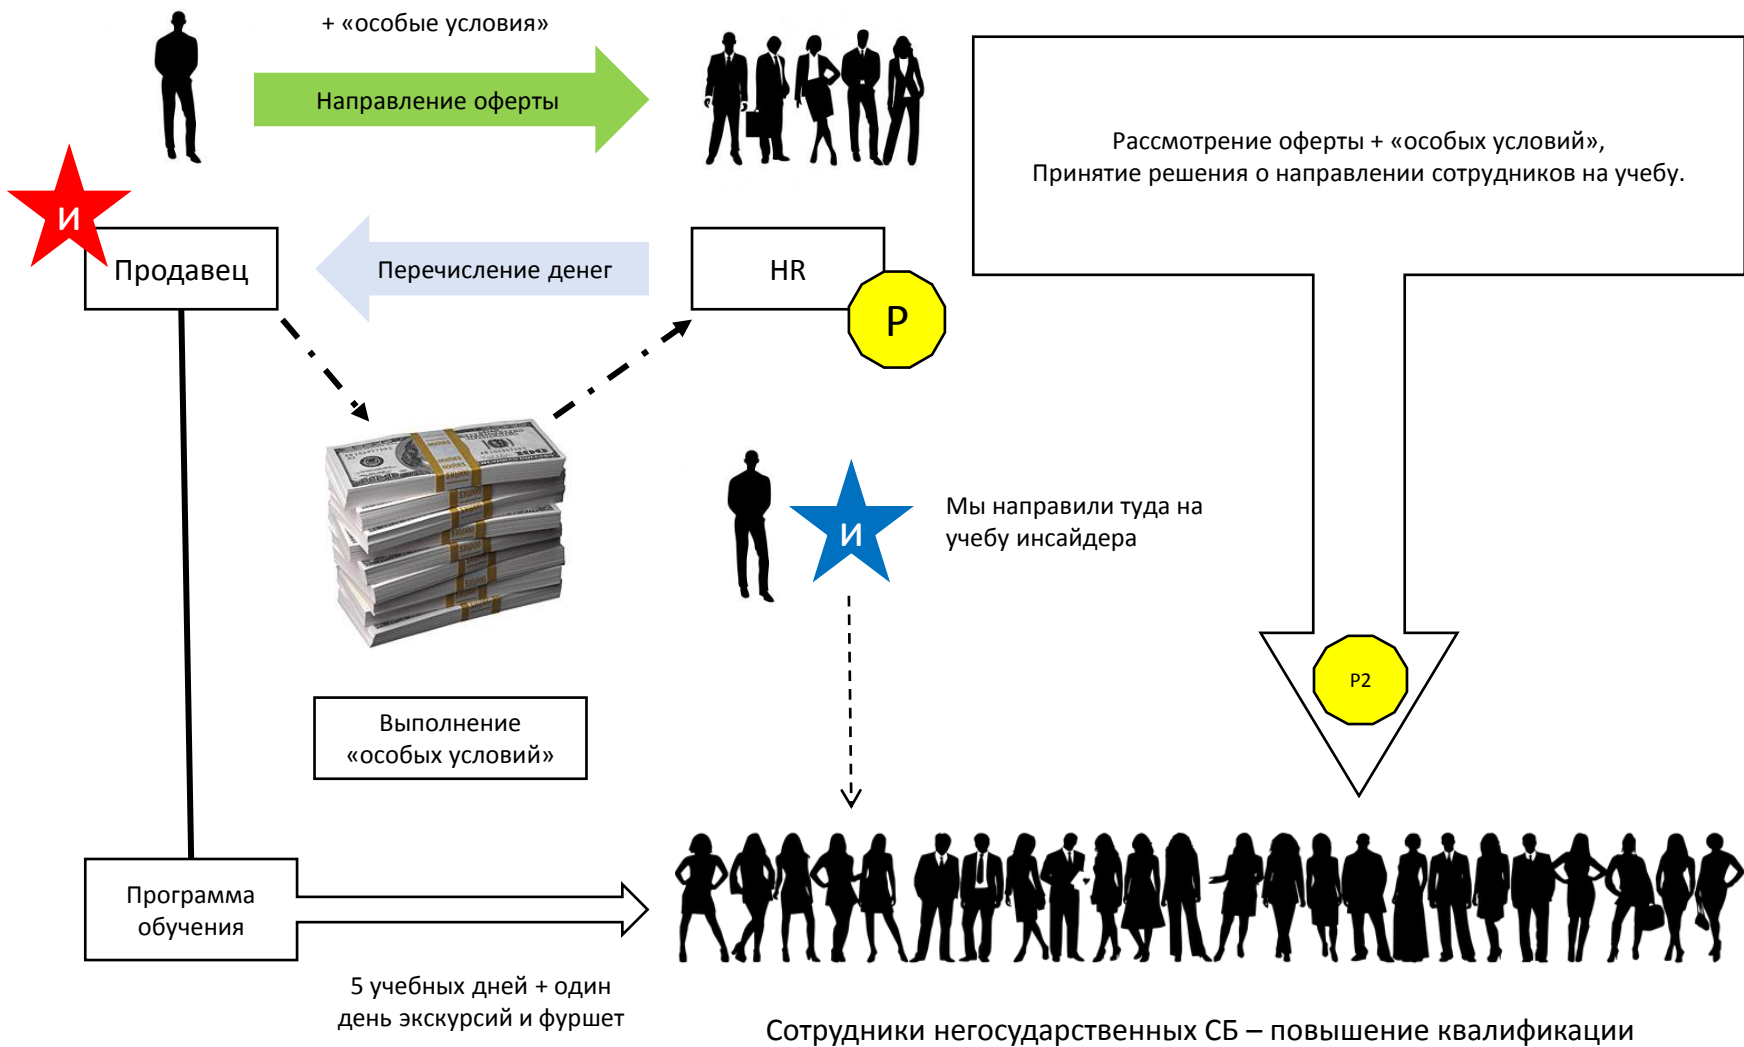 + «особые условия»
Направление оферты
Рассмотрение оферты + «особых условий»,
Принятие решения о направлении сотрудников на учебу.
И
Продавец
Перечисление денег
HR
Р
И
Мы направили туда на
учебу инсайдера
Р2
Выполнение
«особых условий»
Программа
обучения
5 учебных дней + один
день экскурсий и фуршет
Сотрудники негосударственных СБ – повышение квалификации